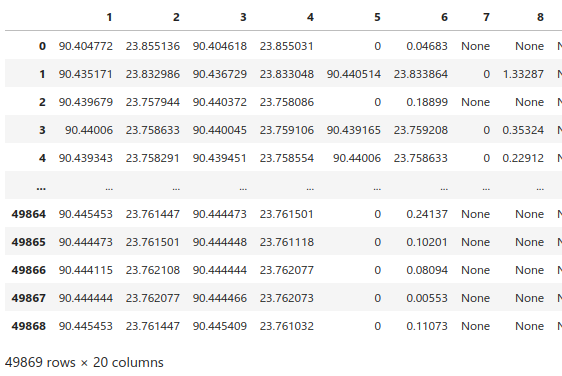 1 2 3 4 5 6 7 8
0 90.404772 23.855136 90.404618 23.855031 0 0.04683 None None
1 90.435171 23.832986 90.436729 23.833048 90.440514 23.833864 0 1.33287
2 90.439679 23.757944 90.440372 23.758086 0 0.18899 None None
3 90.44006 23.758633 90.440045 23.759106 90.439165 23.759208 0 0.35324
4 90.439343 23.758291 90.439451 23.758554 90.44006 23.758633 0 0.22912
... ... ... ... ... ... ... ... ...
49864 90.445453 23.761447 90.444473 23.761501 0 0.24137 None None
49865 90.444473 23.761501 90.444448 23.761118 0 0.10201 None None
49866 90.444115 23.762108 90.444444 23.762077 0 0.08094 None None
49867 90.444444 23.762077 90.444466 23.762073 0 0.00553 None None
49868 90.445453 23.761447 90.445409 23.761032 0 0.11073 None None
49869 rows × 20 columns